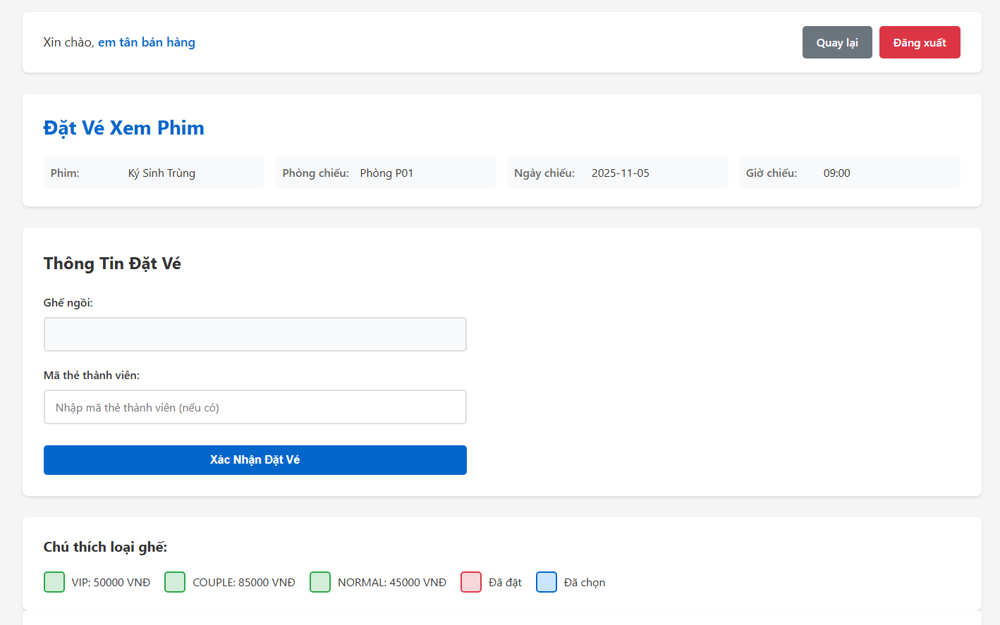 Xin chào, em tân bán hàng
Quay lại
Đăng xuất
Đặt Vé Xem Phim
Phim: Ký Sinh Trùng
Phòng chiếu: Phòng P01
Ngày chiếu: 2025-11-05
Giờ chiếu: 09:00
Thông Tin Đặt Vé
Ghế ngồi:
Mã thẻ thành viên:
Nhập mã thẻ thành viên (nếu có)
Xác Nhận Đặt Vé
Chú thích loại ghế:
VIP: 50000 VNĐ
COUPLE: 85000 VNĐ
NORMAL: 45000 VNĐ
Đã đặt
Đã chọn